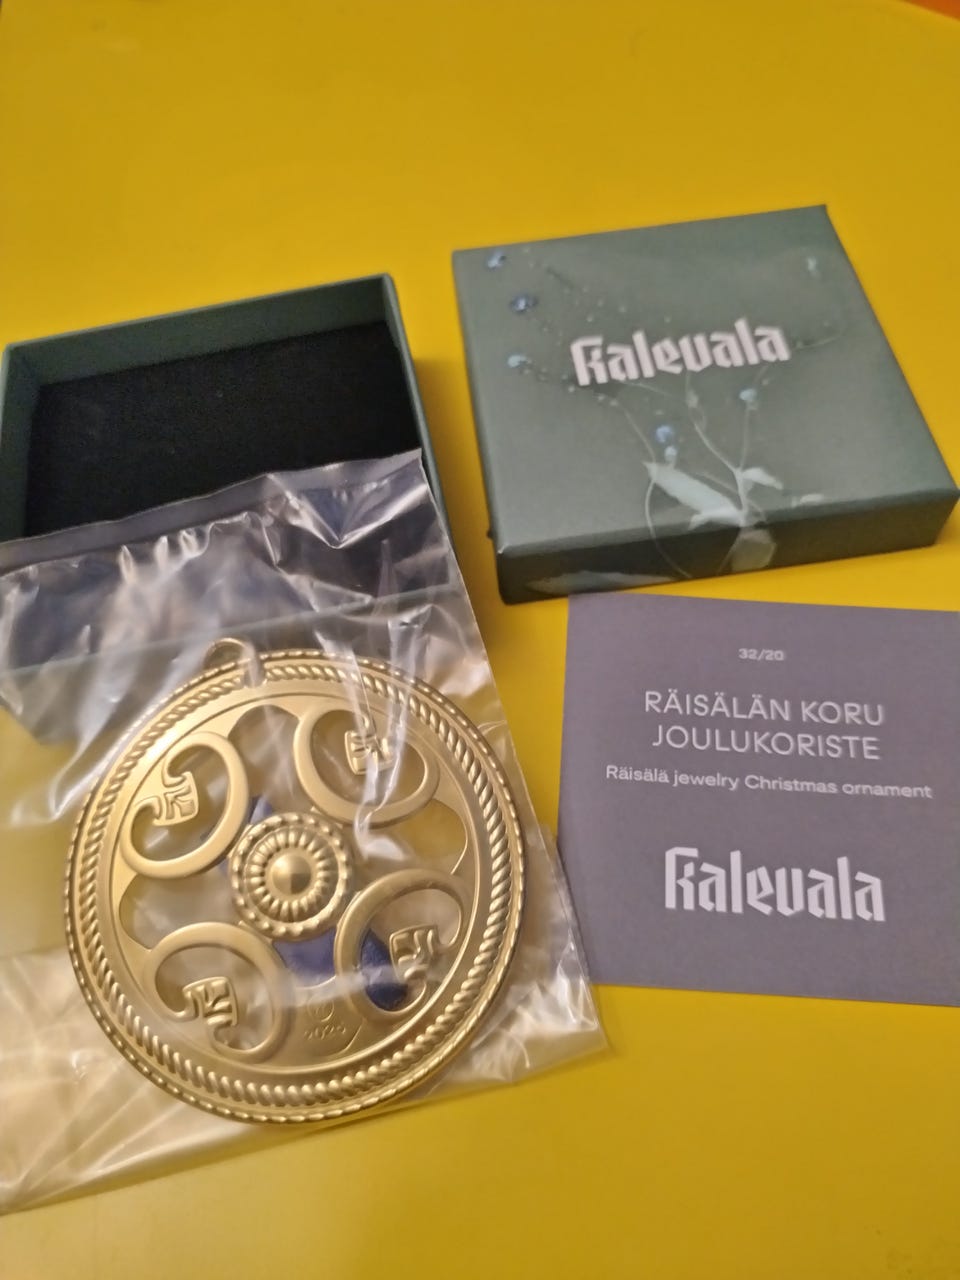 Kalevala
32/20
RÄISÄLÄN KORU
JOULUKORISTE
Räisälä jewelry Christmas ornament
Kalevala